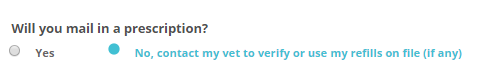 Will you mail in a prescription?
Yes No, contact my vet to verify or use my refills on file (if any)